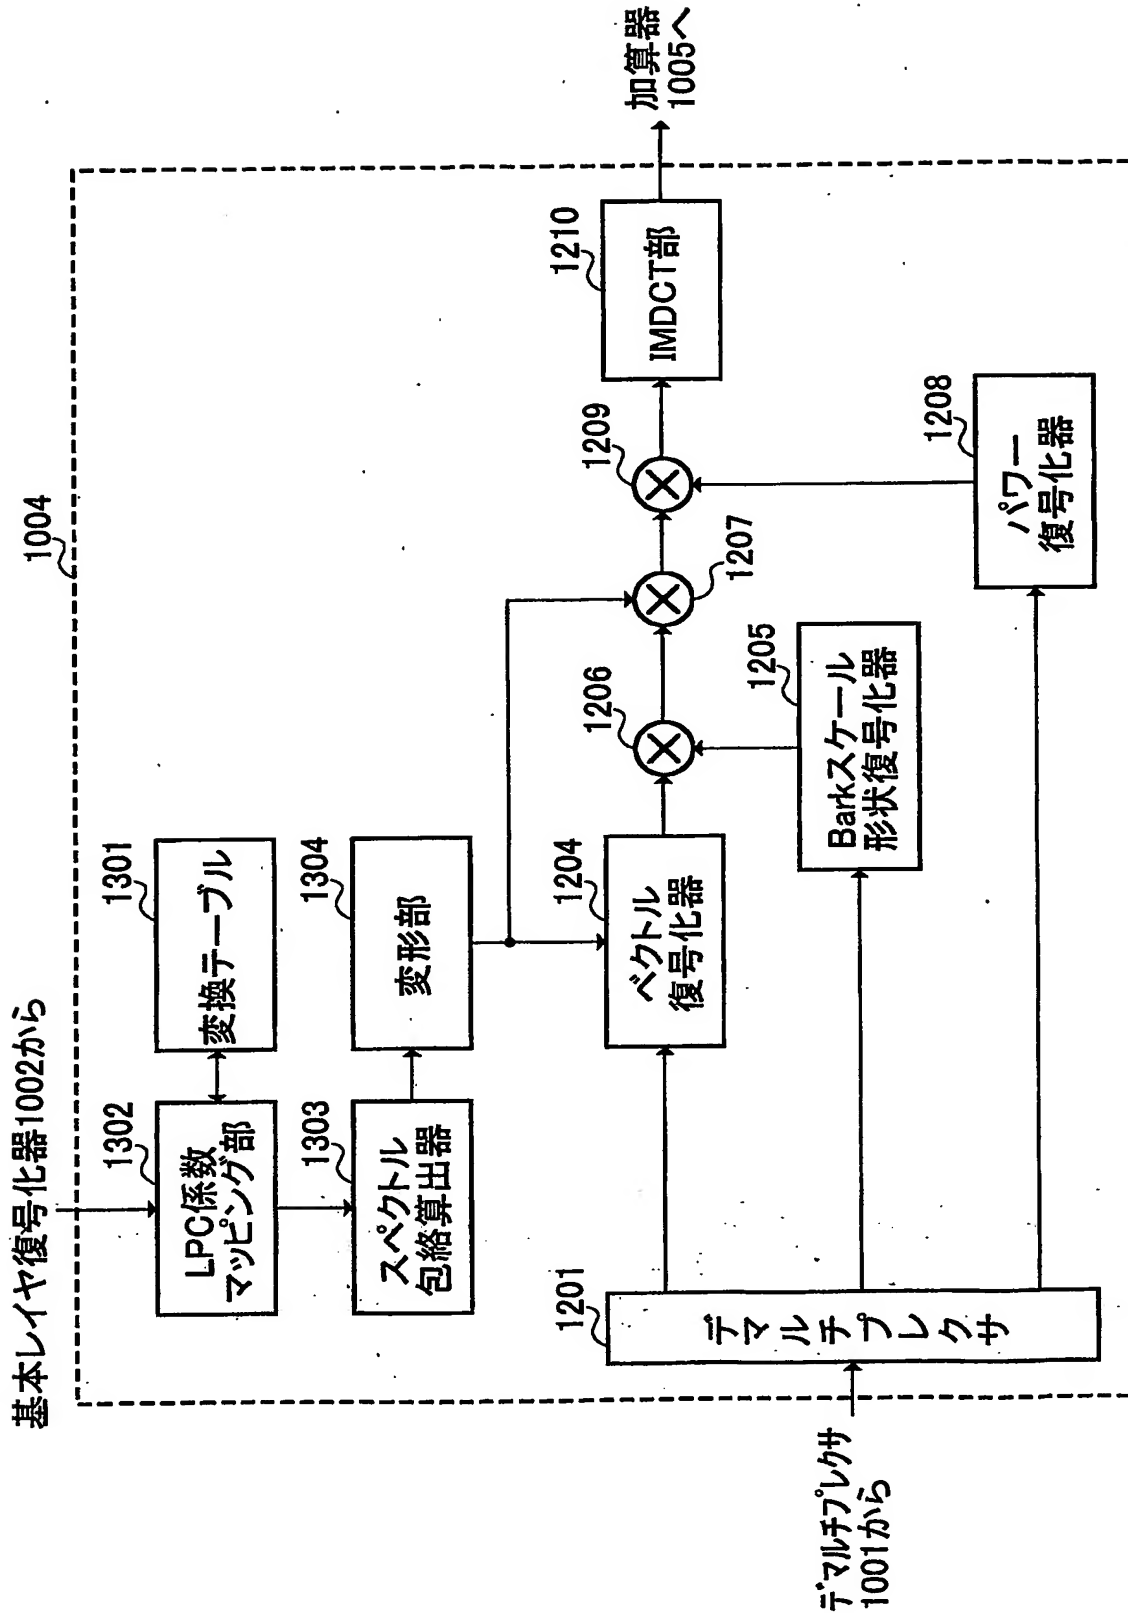 基本レイヤ復号化器1002から
1004
1302
LPC係数
マッピング部
1301
変換テーブル
1303
スペクトル
包絡算出器
1304
変形部
1201
デマルチプレクサ
デマルチプレクサ
1001から
1204
ベクトル
復号化器
1205
Barkスケール
形状復号化器
1206
1207
1208
パワー
復号化器
1209
1210
IMDCT部
加算器
1005へ